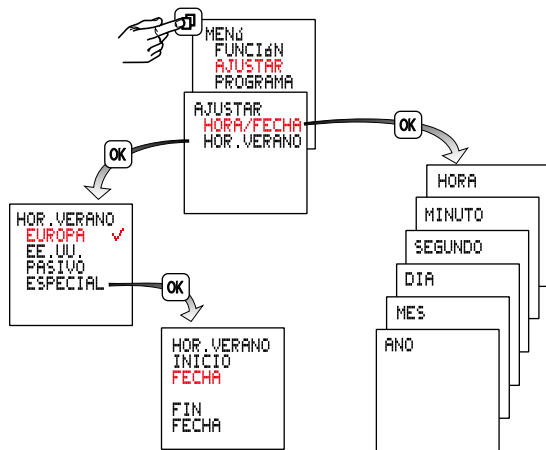 MENú
FUNCIóN
AJUSTAR
PROGRAMA
AJUSTAR
HORA/FECHA
HOR.VERANO
OK
OK
HOR.VERANO
EUROPA ✓
EE.UU.
PASIVO
ESPECIAL
OK
HOR.VERANO
INICIO
FECHA
FIN
FECHA
HORA
MINUTO
SEGUNDO
DIA
MES
ANO